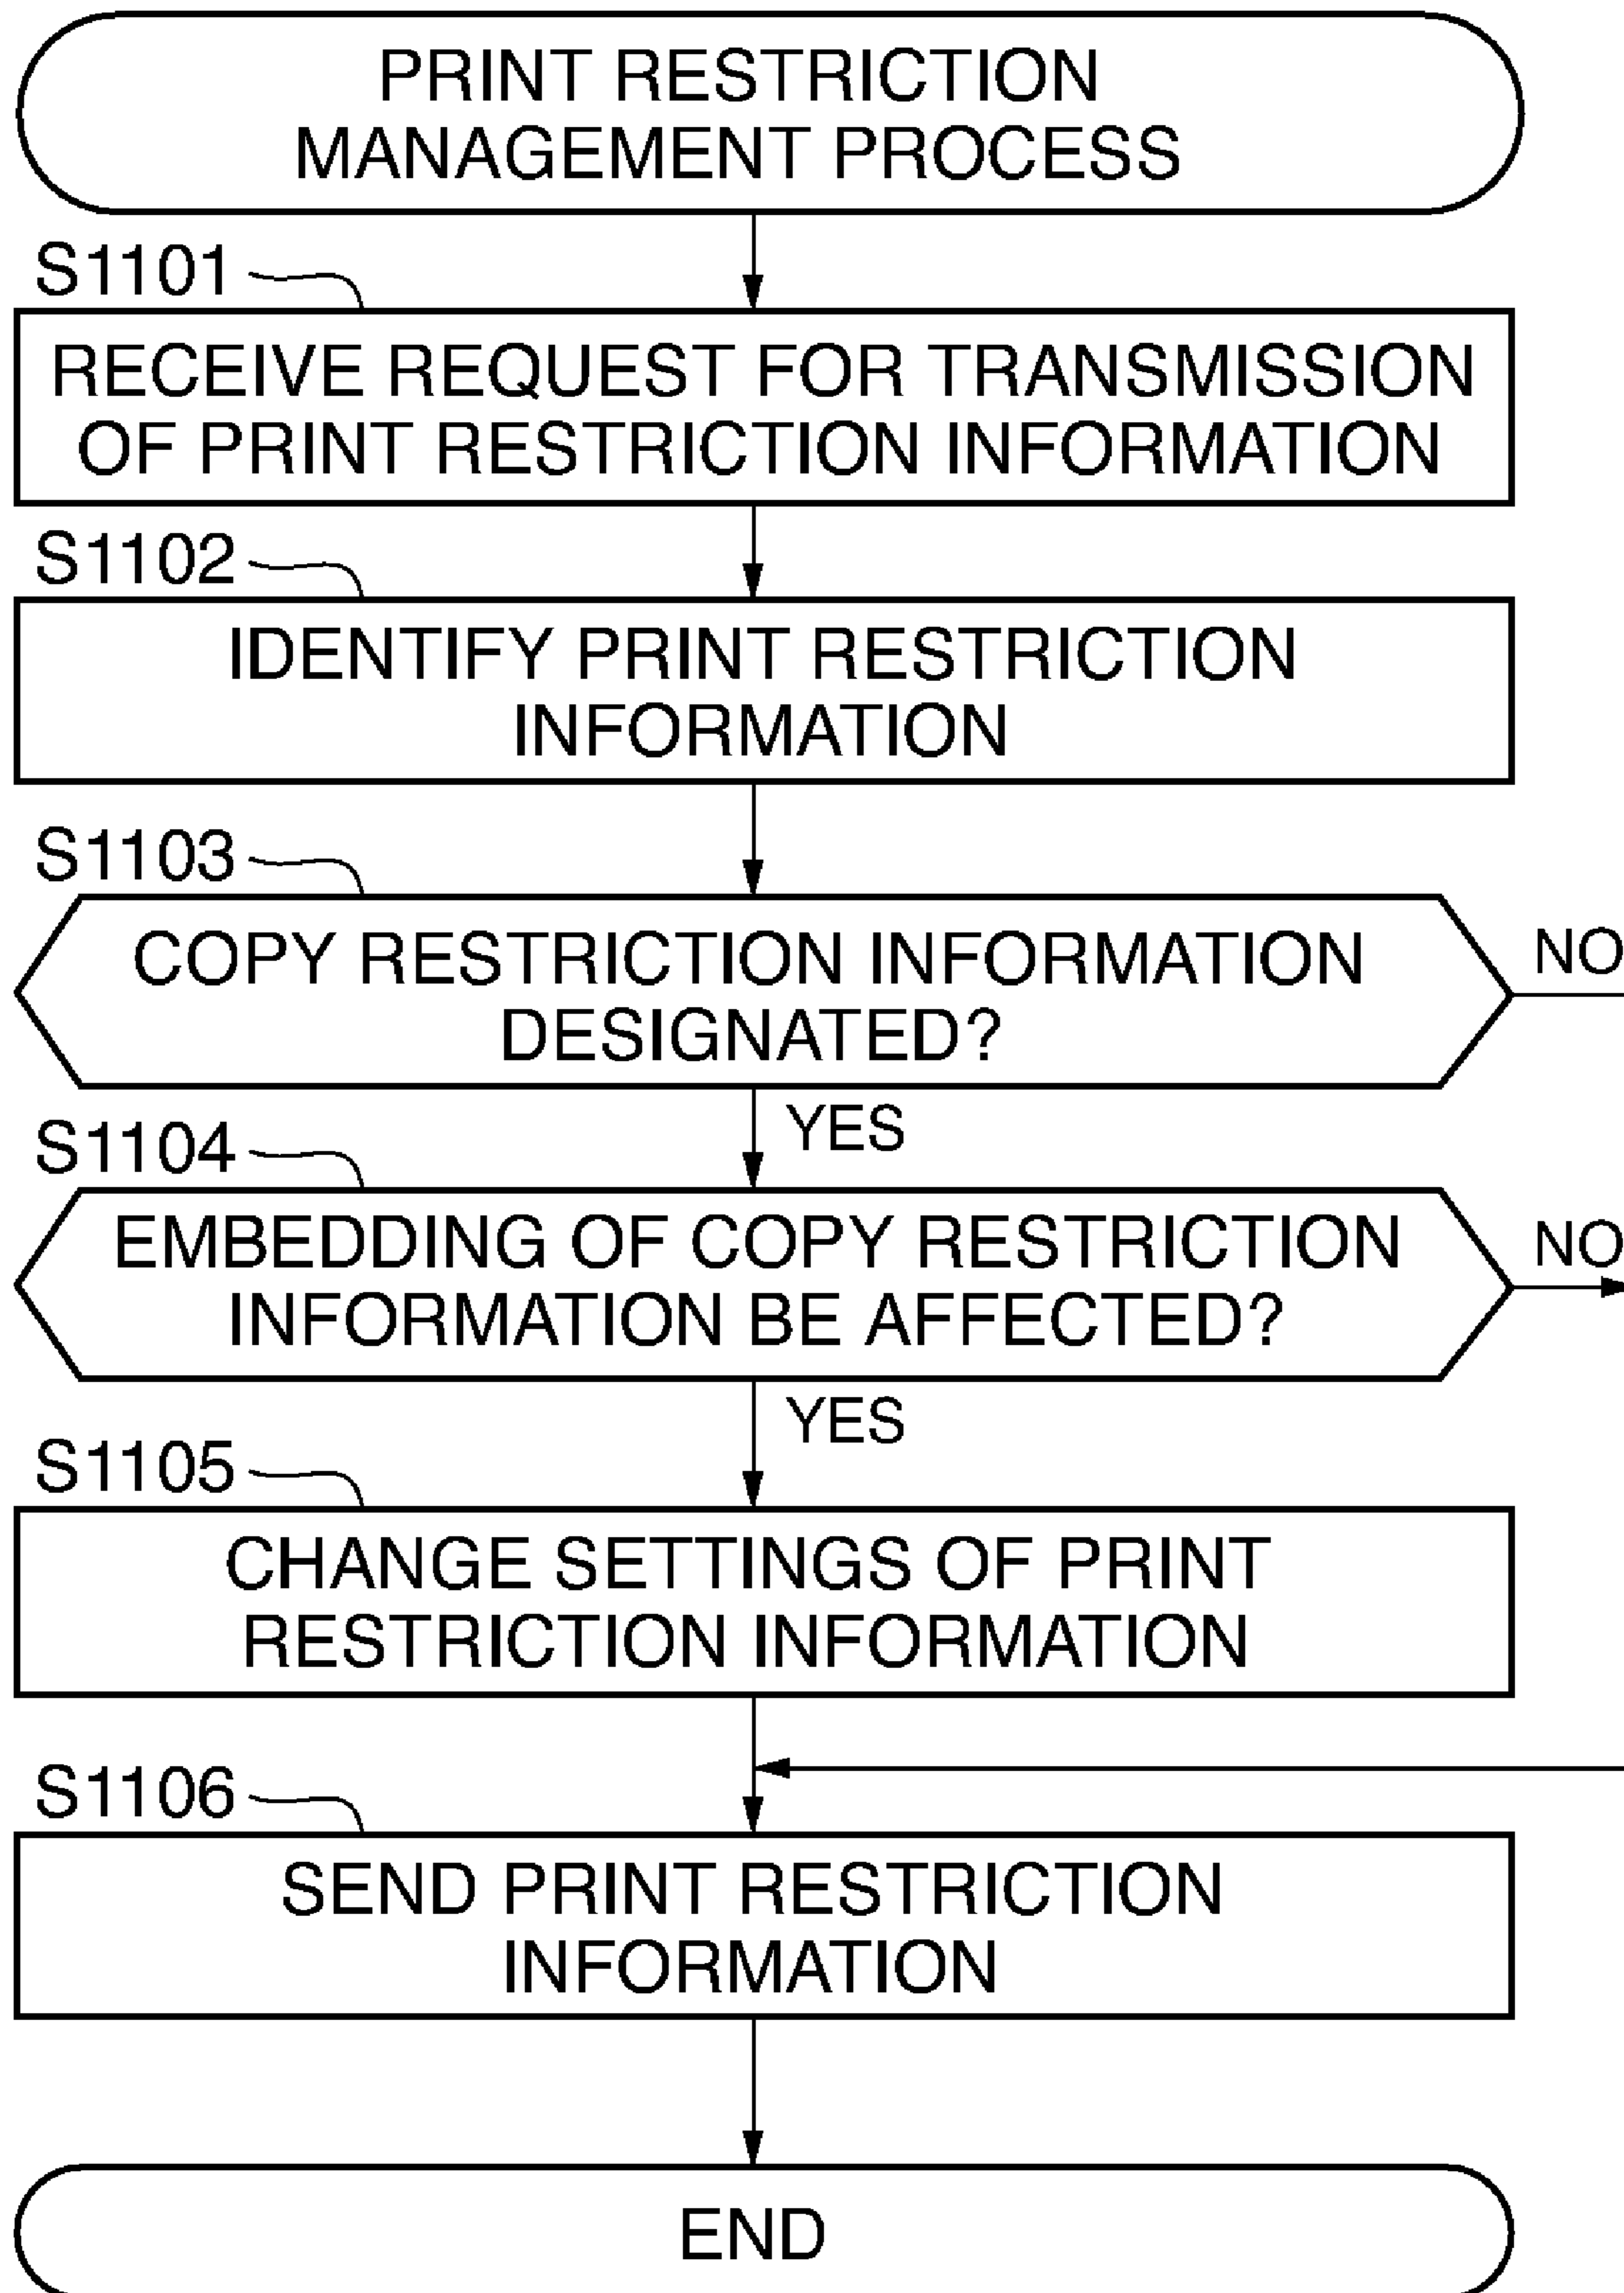 PRINT RESTRICTION
MANAGEMENT PROCESS
S1101
RECEIVE REQUEST FOR TRANSMISSION
OF PRINT RESTRICTION INFORMATION
S1102
IDENTIFY PRINT RESTRICTION
INFORMATION
S1103
COPY RESTRICTION INFORMATION
DESIGNATED?
NO
YES
S1104
EMBEDDING OF COPY RESTRICTION
INFORMATION BE AFFECTED?
NO
YES
S1105
CHANGE SETTINGS OF PRINT
RESTRICTION INFORMATION
S1106
SEND PRINT RESTRICTION
INFORMATION
END